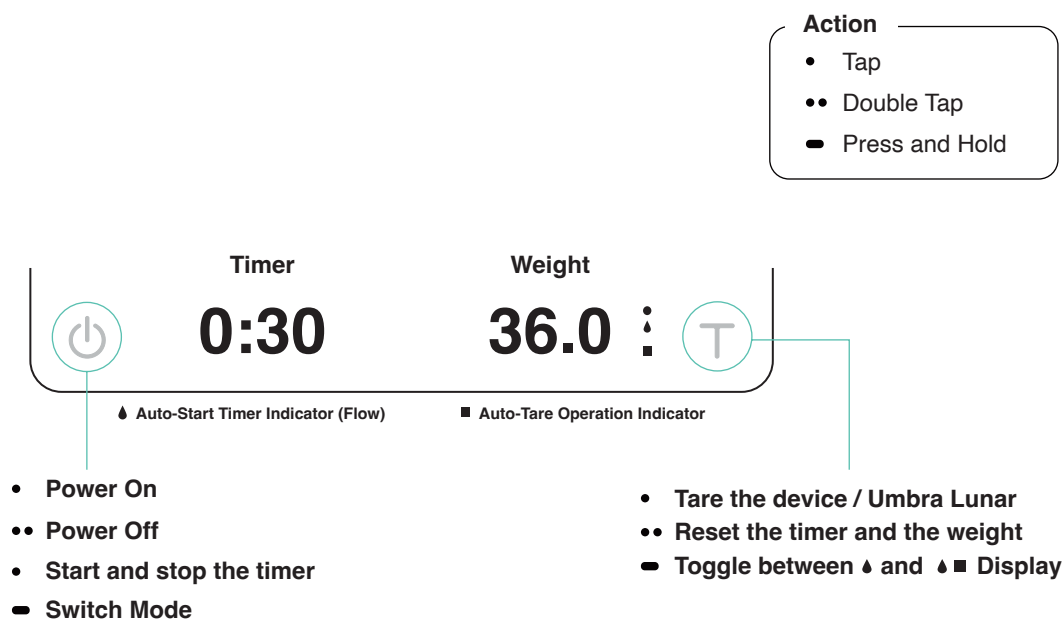 Action
• Tap
•• Double Tap
Press and Hold
Timer
Weight
0:30
36.0
T
Auto-Start Timer Indicator (Flow)
■ Auto-Tare Operation Indicator
• Power On
•• Power Off
• Start and stop the timer
Switch Mode
• Tare the device / Umbra Lunar
•• Reset the timer and the weight
Toggle between and ■ Display